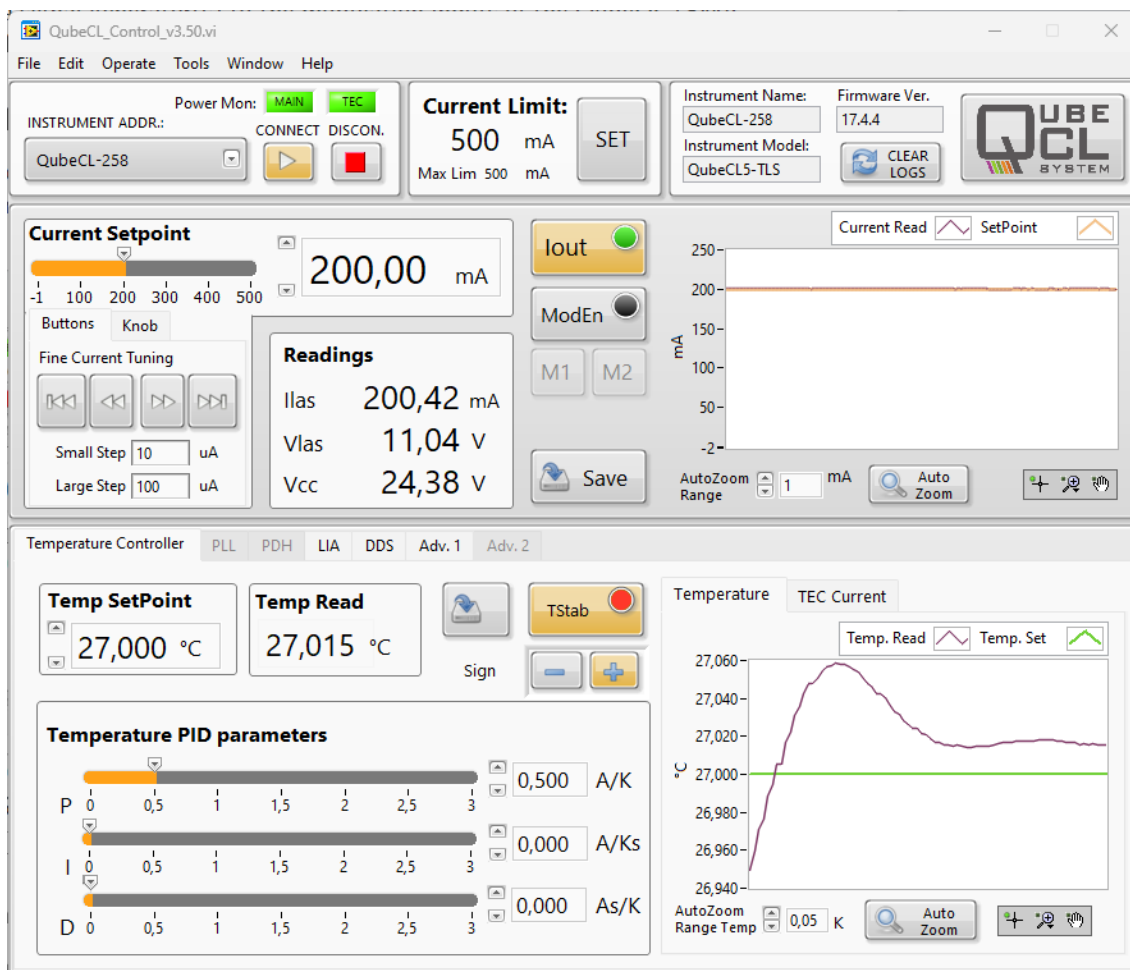 QubeCL_Control_v3.50.vi
File Edit Operate Tools Window Help
Power Mon: MAIN TEC
INSTRUMENT ADDR.:
CONNECT DISCON.
QubeCL-258
Current Limit:
500 mA
Max Lim 500 mA
SET
Instrument Name:
QubeCL-258
Instrument Model:
QubeCL5-TLS
Firmware Ver.
17.4.4
CLEAR
LOGS
QUBE
CL
SYSTEM
Current Setpoint
-1 100 200 300 400 500
200,00 mA
Buttons Knob
Fine Current Tuning
Small Step 10 uA
Large Step 100 uA
Readings
Ilas 200,42 mA
Vlas 11,04 V
Vcc 24,38 V
Iout
ModEn
M1 M2
Save
Current Read SetPoint
250
200
150
100
50
-2
mA
AutoZoom
Range
1 mA
Auto
Zoom
Temperature Controller PLL PDH LIA DDS Adv. 1 Adv. 2
Temp SetPoint
27,000 °C
Temp Read
27,015 °C
Sign
TStab
Temperature PID parameters
P 0 0,5 1 1,5 2 2,5 3
0,500 A/K
I 0 0,5 1 1,5 2 2,5 3
0,000 A/Ks
D 0 0,5 1 1,5 2 2,5 3
0,000 As/K
Temperature TEC Current
Temp. Read Temp. Set
27,060
27,040
27,020
27,000
26,980
26,960
26,940
°C
AutoZoom
Range Temp
0,05 K
Auto
Zoom